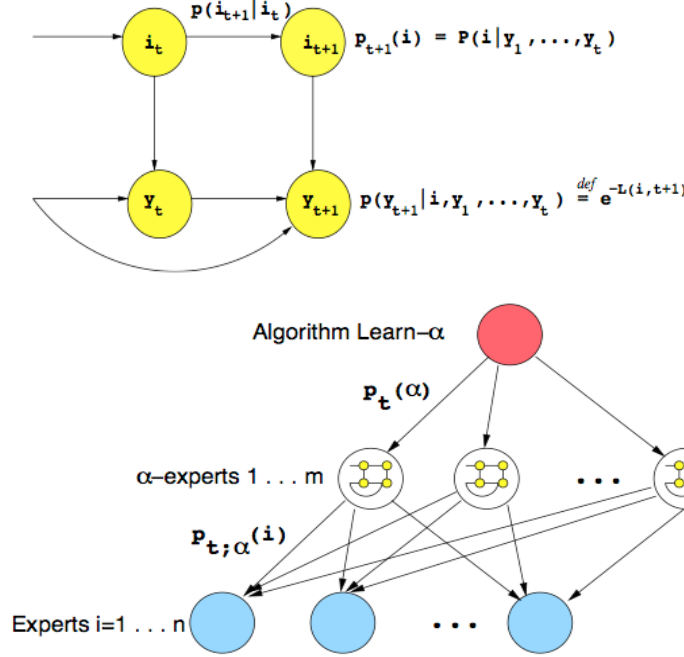 p(i_{t+1}|i_t)
i_t
i_{t+1}
p_{t+1}(i) = P(i|y_1,...,y_t)
y_t
y_{t+1}
p(y_{t+1}|i,y_1,...,y_t) \stackrel{def}{=} e^{-L(i,t+1)}
Algorithm Learn–α
p_t(α)
α–experts 1 . . . m
...
p_{t;α}(i)
Experts i=1 . . . n
...